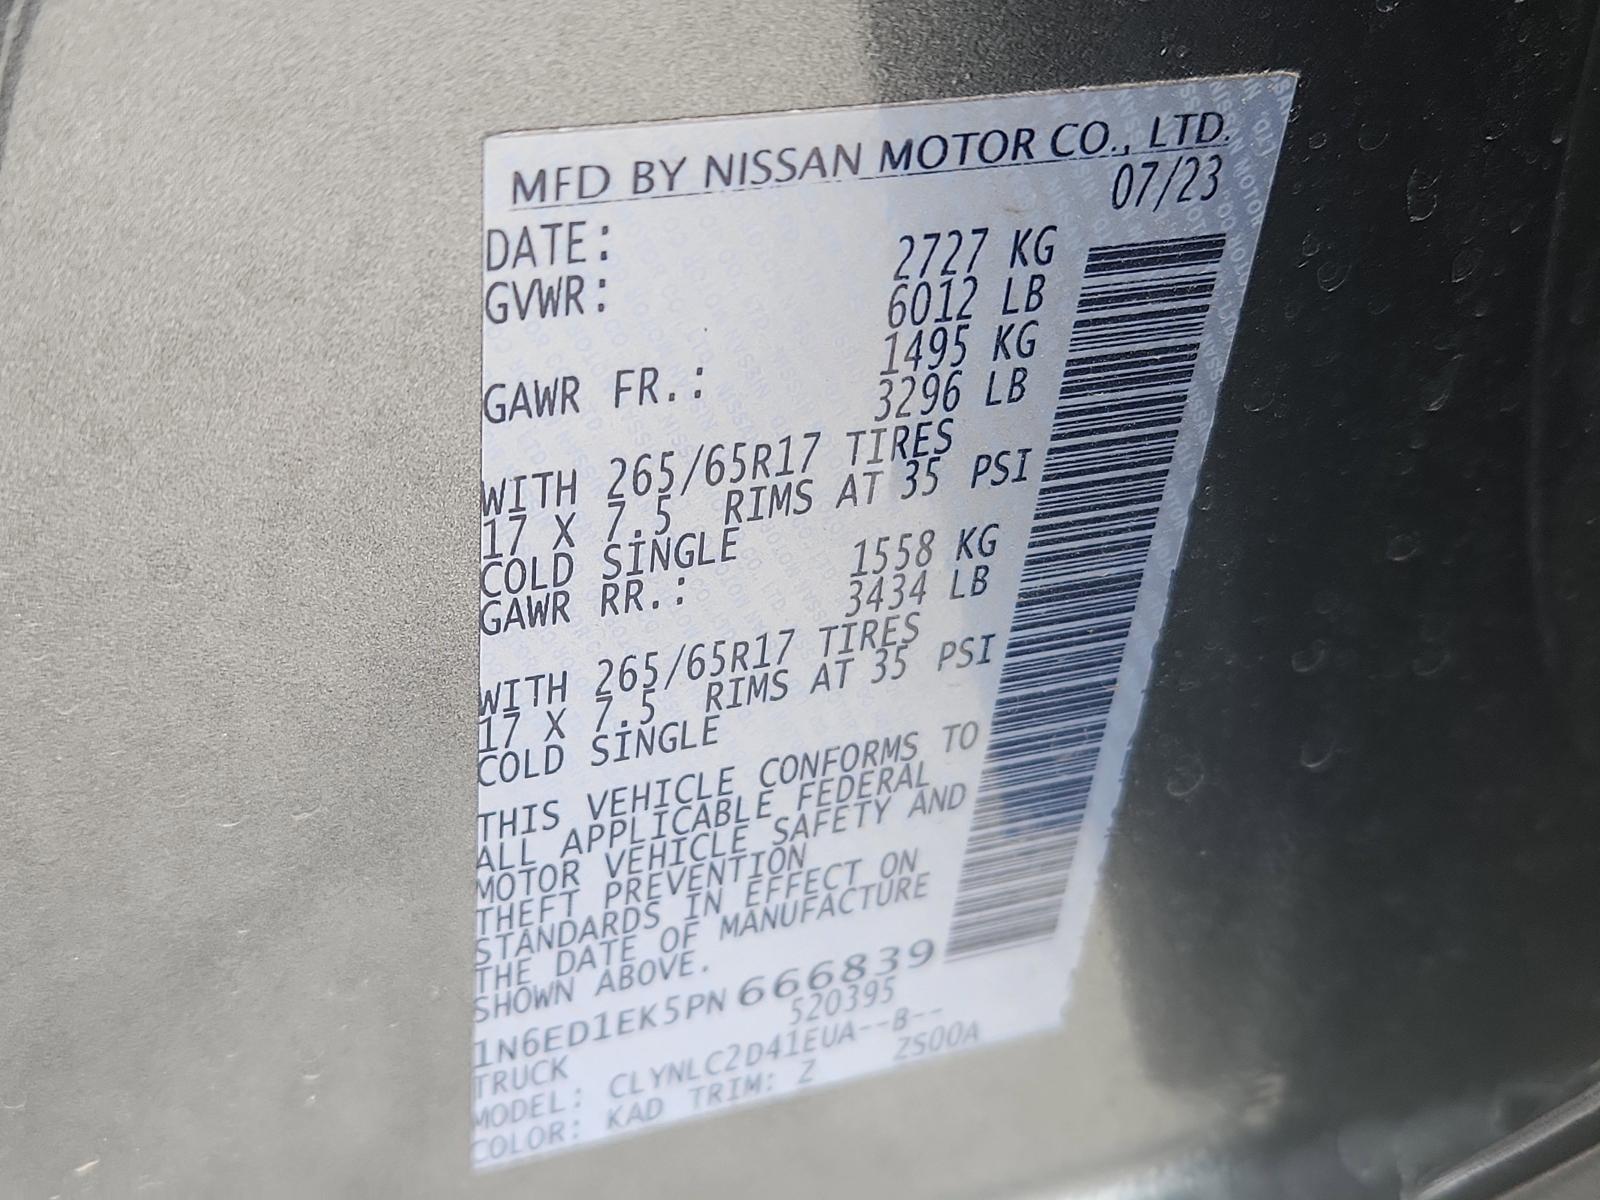 MFD BY NISSAN MOTOR CO., LTD.
DATE: 07/23
GVWR: 2727 KG
6012 LB
GAWR FR.: 1495 KG
3296 LB
WITH 265/65R17 TIRES
17 X 7.5 RIMS AT 35 PSI
COLD SINGLE
GAWR RR.: 1558 KG
3434 LB
WITH 265/65R17 TIRES
17 X 7.5 RIMS AT 35 PSI
COLD SINGLE
THIS VEHICLE CONFORMS TO
ALL APPLICABLE FEDERAL
MOTOR VEHICLE SAFETY AND
THEFT PREVENTION
STANDARDS IN EFFECT ON
THE DATE OF MANUFACTURE
SHOWN ABOVE.
1N6ED1EK5PN666839
TRUCK 520395
MODEL: CLYNLC2D41EUA--B--
COLOR: KAD TRIM: Z ZS00A